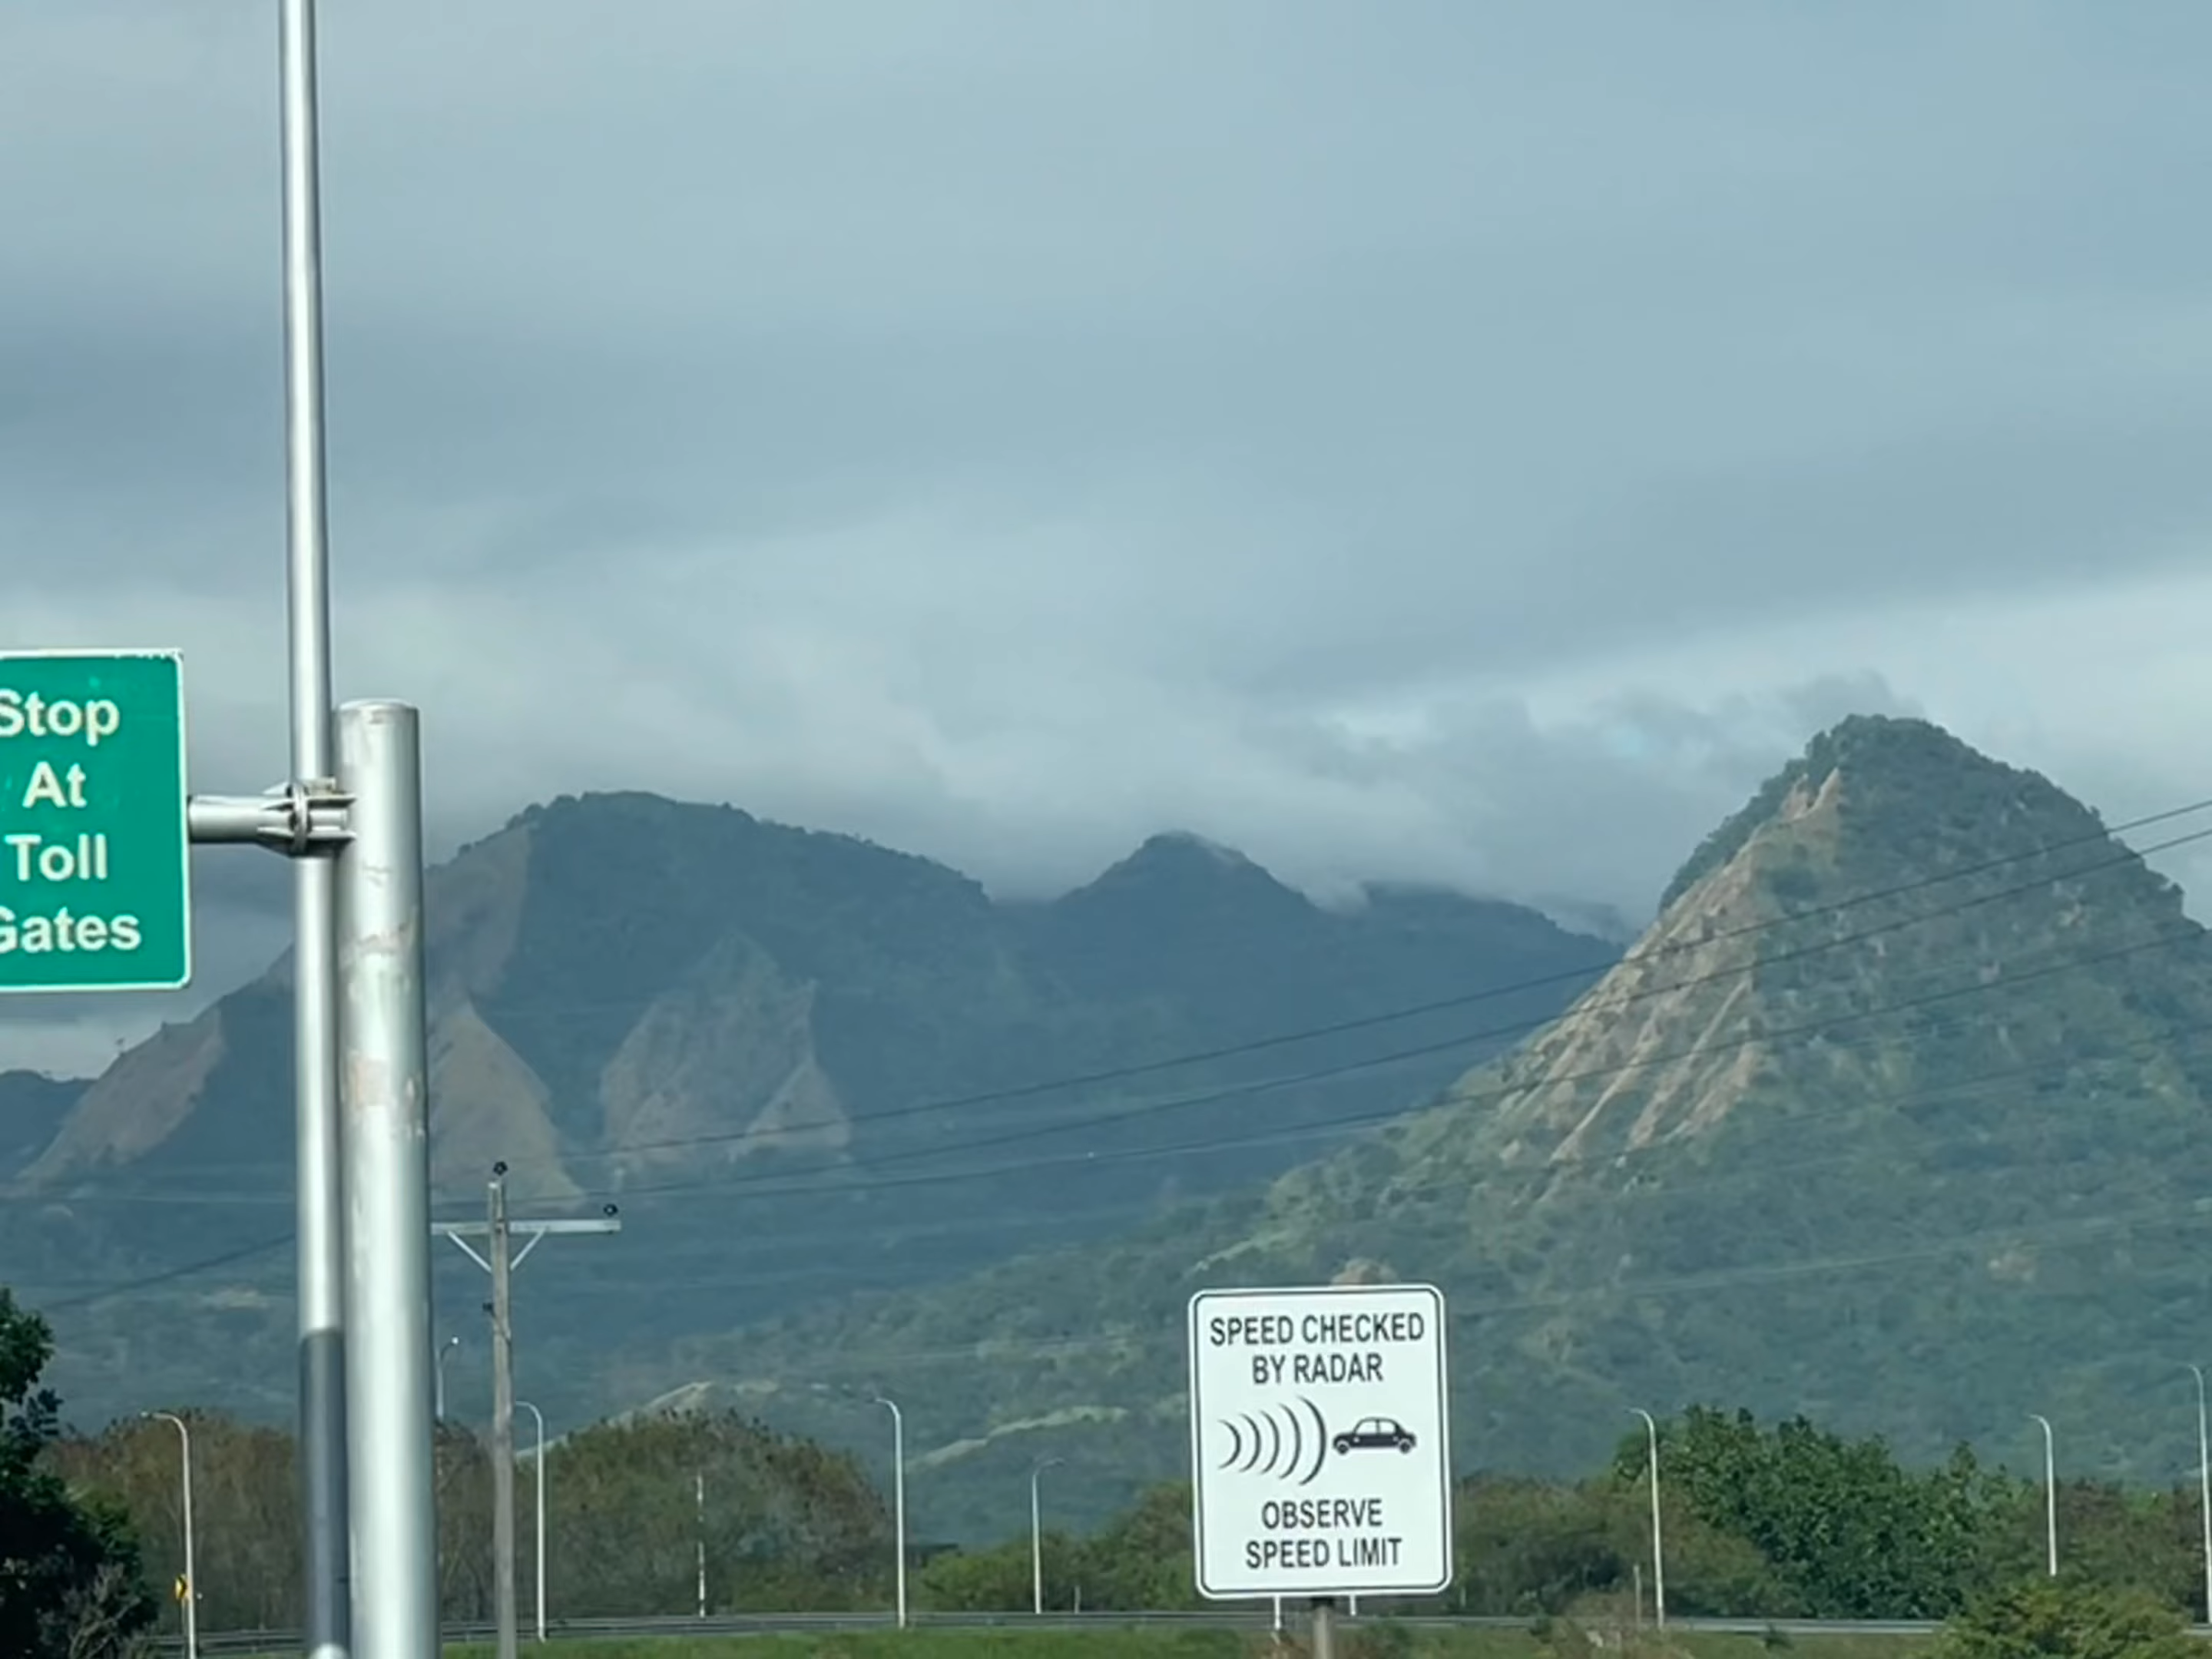 Stop
At
Toll
Gates
SPEED CHECKED
BY RADAR
OBSERVE
SPEED LIMIT